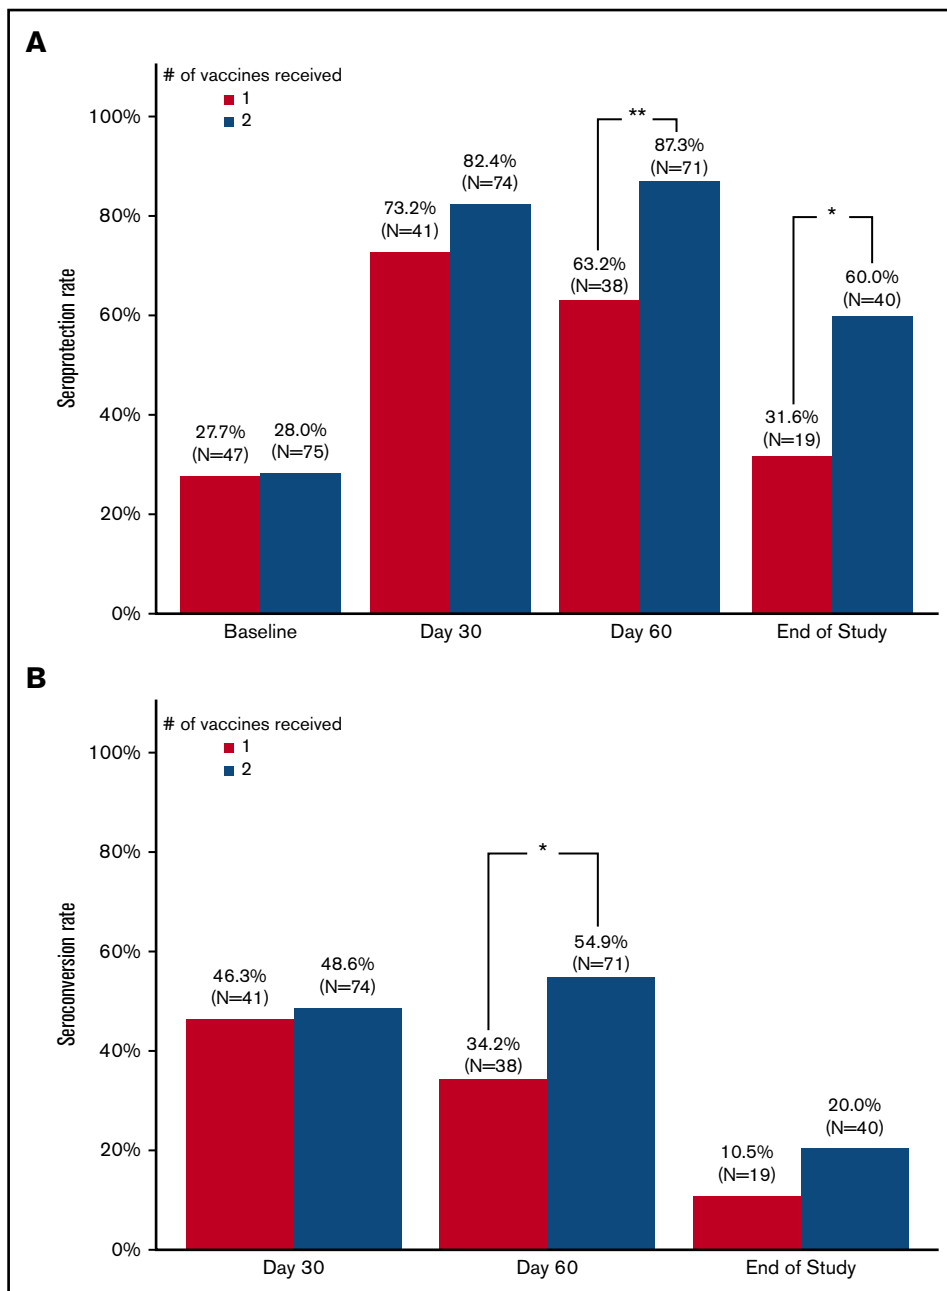 A
# of vaccines received
1
2
100%
80%
60%
40%
20%
0%
Seroprotection rate
27.7%
(N=47)
28.0%
(N=75)
73.2%
(N=41)
82.4%
(N=74)
63.2%
(N=38)
**
87.3%
(N=71)
31.6%
(N=19)
*
60.0%
(N=40)
Baseline
Day 30
Day 60
End of Study
B
# of vaccines received
1
2
100%
80%
60%
40%
20%
0%
Seroconversion rate
46.3%
(N=41)
48.6%
(N=74)
34.2%
(N=38)
*
54.9%
(N=71)
10.5%
(N=19)
20.0%
(N=40)
Day 30
Day 60
End of Study